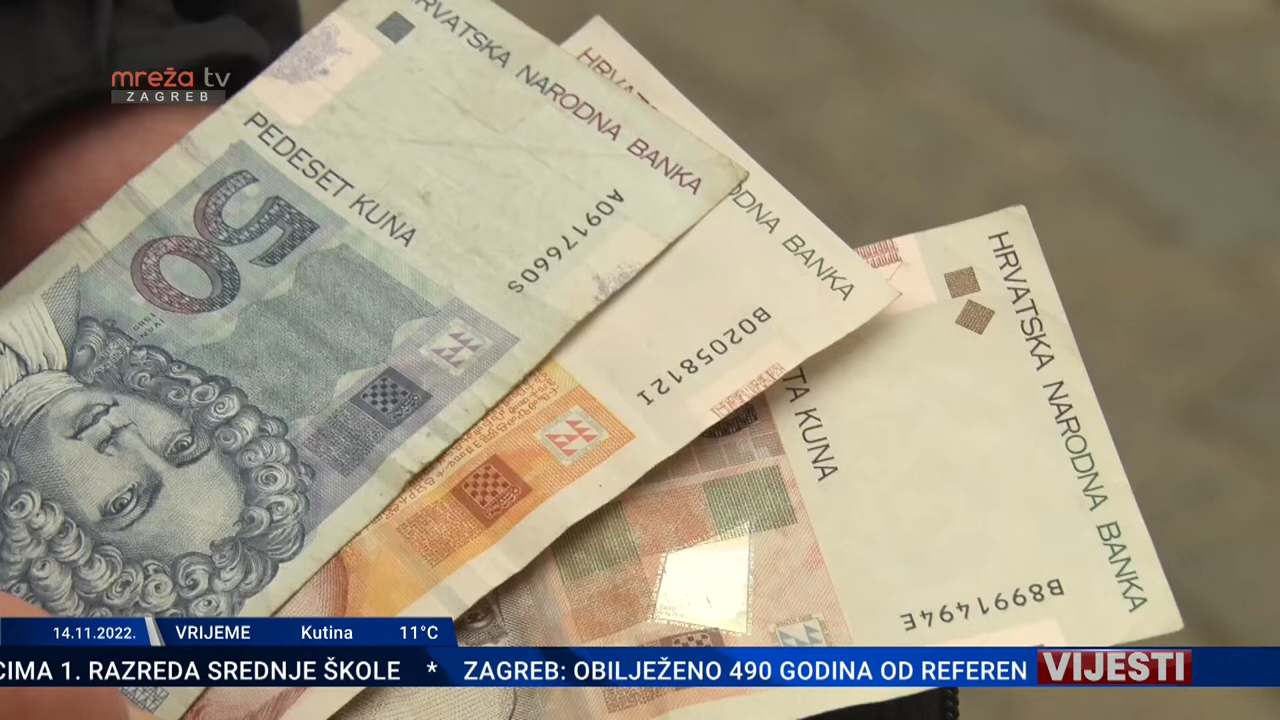 mreža tv
ZAGREB
HRVATSKA NARODNA BANKA
PEDESET KUNA
50
A0917660S
HRVATSKA
ODNA BANKA
B0205812I
HRVATSKA NARODNA BANKA
TA KUNA
B8991494E
14.11.2022. VRIJEME Kutina 11°C
CIMA 1. RAZREDA SREDNJE ŠKOLE * ZAGREB: OBILJEŽENO 490 GODINA OD REFEREN
VIJESTI